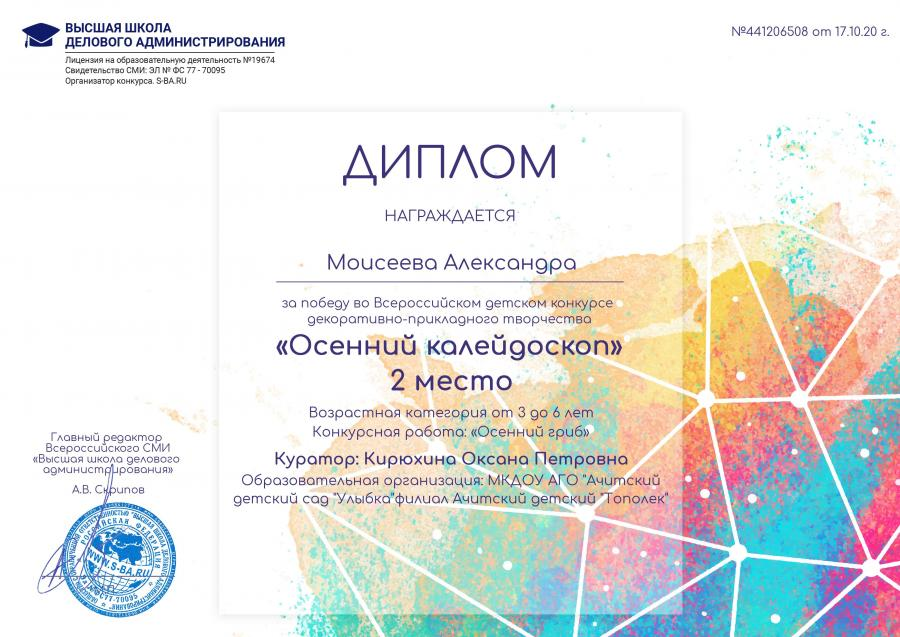 ВЫСШАЯ ШКОЛА
ДЕЛОВОГО АДМИНИСТРИРОВАНИЯ
Лицензия на образовательную деятельность №19674
Свидетельство СМИ: ЭЛ № ФС 77 - 70095
Организатор конкурса. S-BA.RU
№441206508 от 17.10.20 г.
ДИПЛОМ
НАГРАЖДАЕТСЯ
Моисеева Александра
за победу во Всероссийском детском конкурсе
декоративно-прикладного творчества
«Осенний калейдоскоп»
2 место
Возрастная категория от 3 до 6 лет
Конкурсная работа: «Осенний гриб»
Куратор: Кирюхина Оксана Петровна
Образовательная организация: МКДОУ АГО "Ачитский
детский сад "Улыбка"филиал Ачитский детский "Тополек"
Главный редактор
Всероссийского СМИ
«Высшая школа делового
администрирования»
А.В. Скрипов
РОССИЙСКАЯ ФЕДЕРАЦИЯ
WWW.S-BA.RU